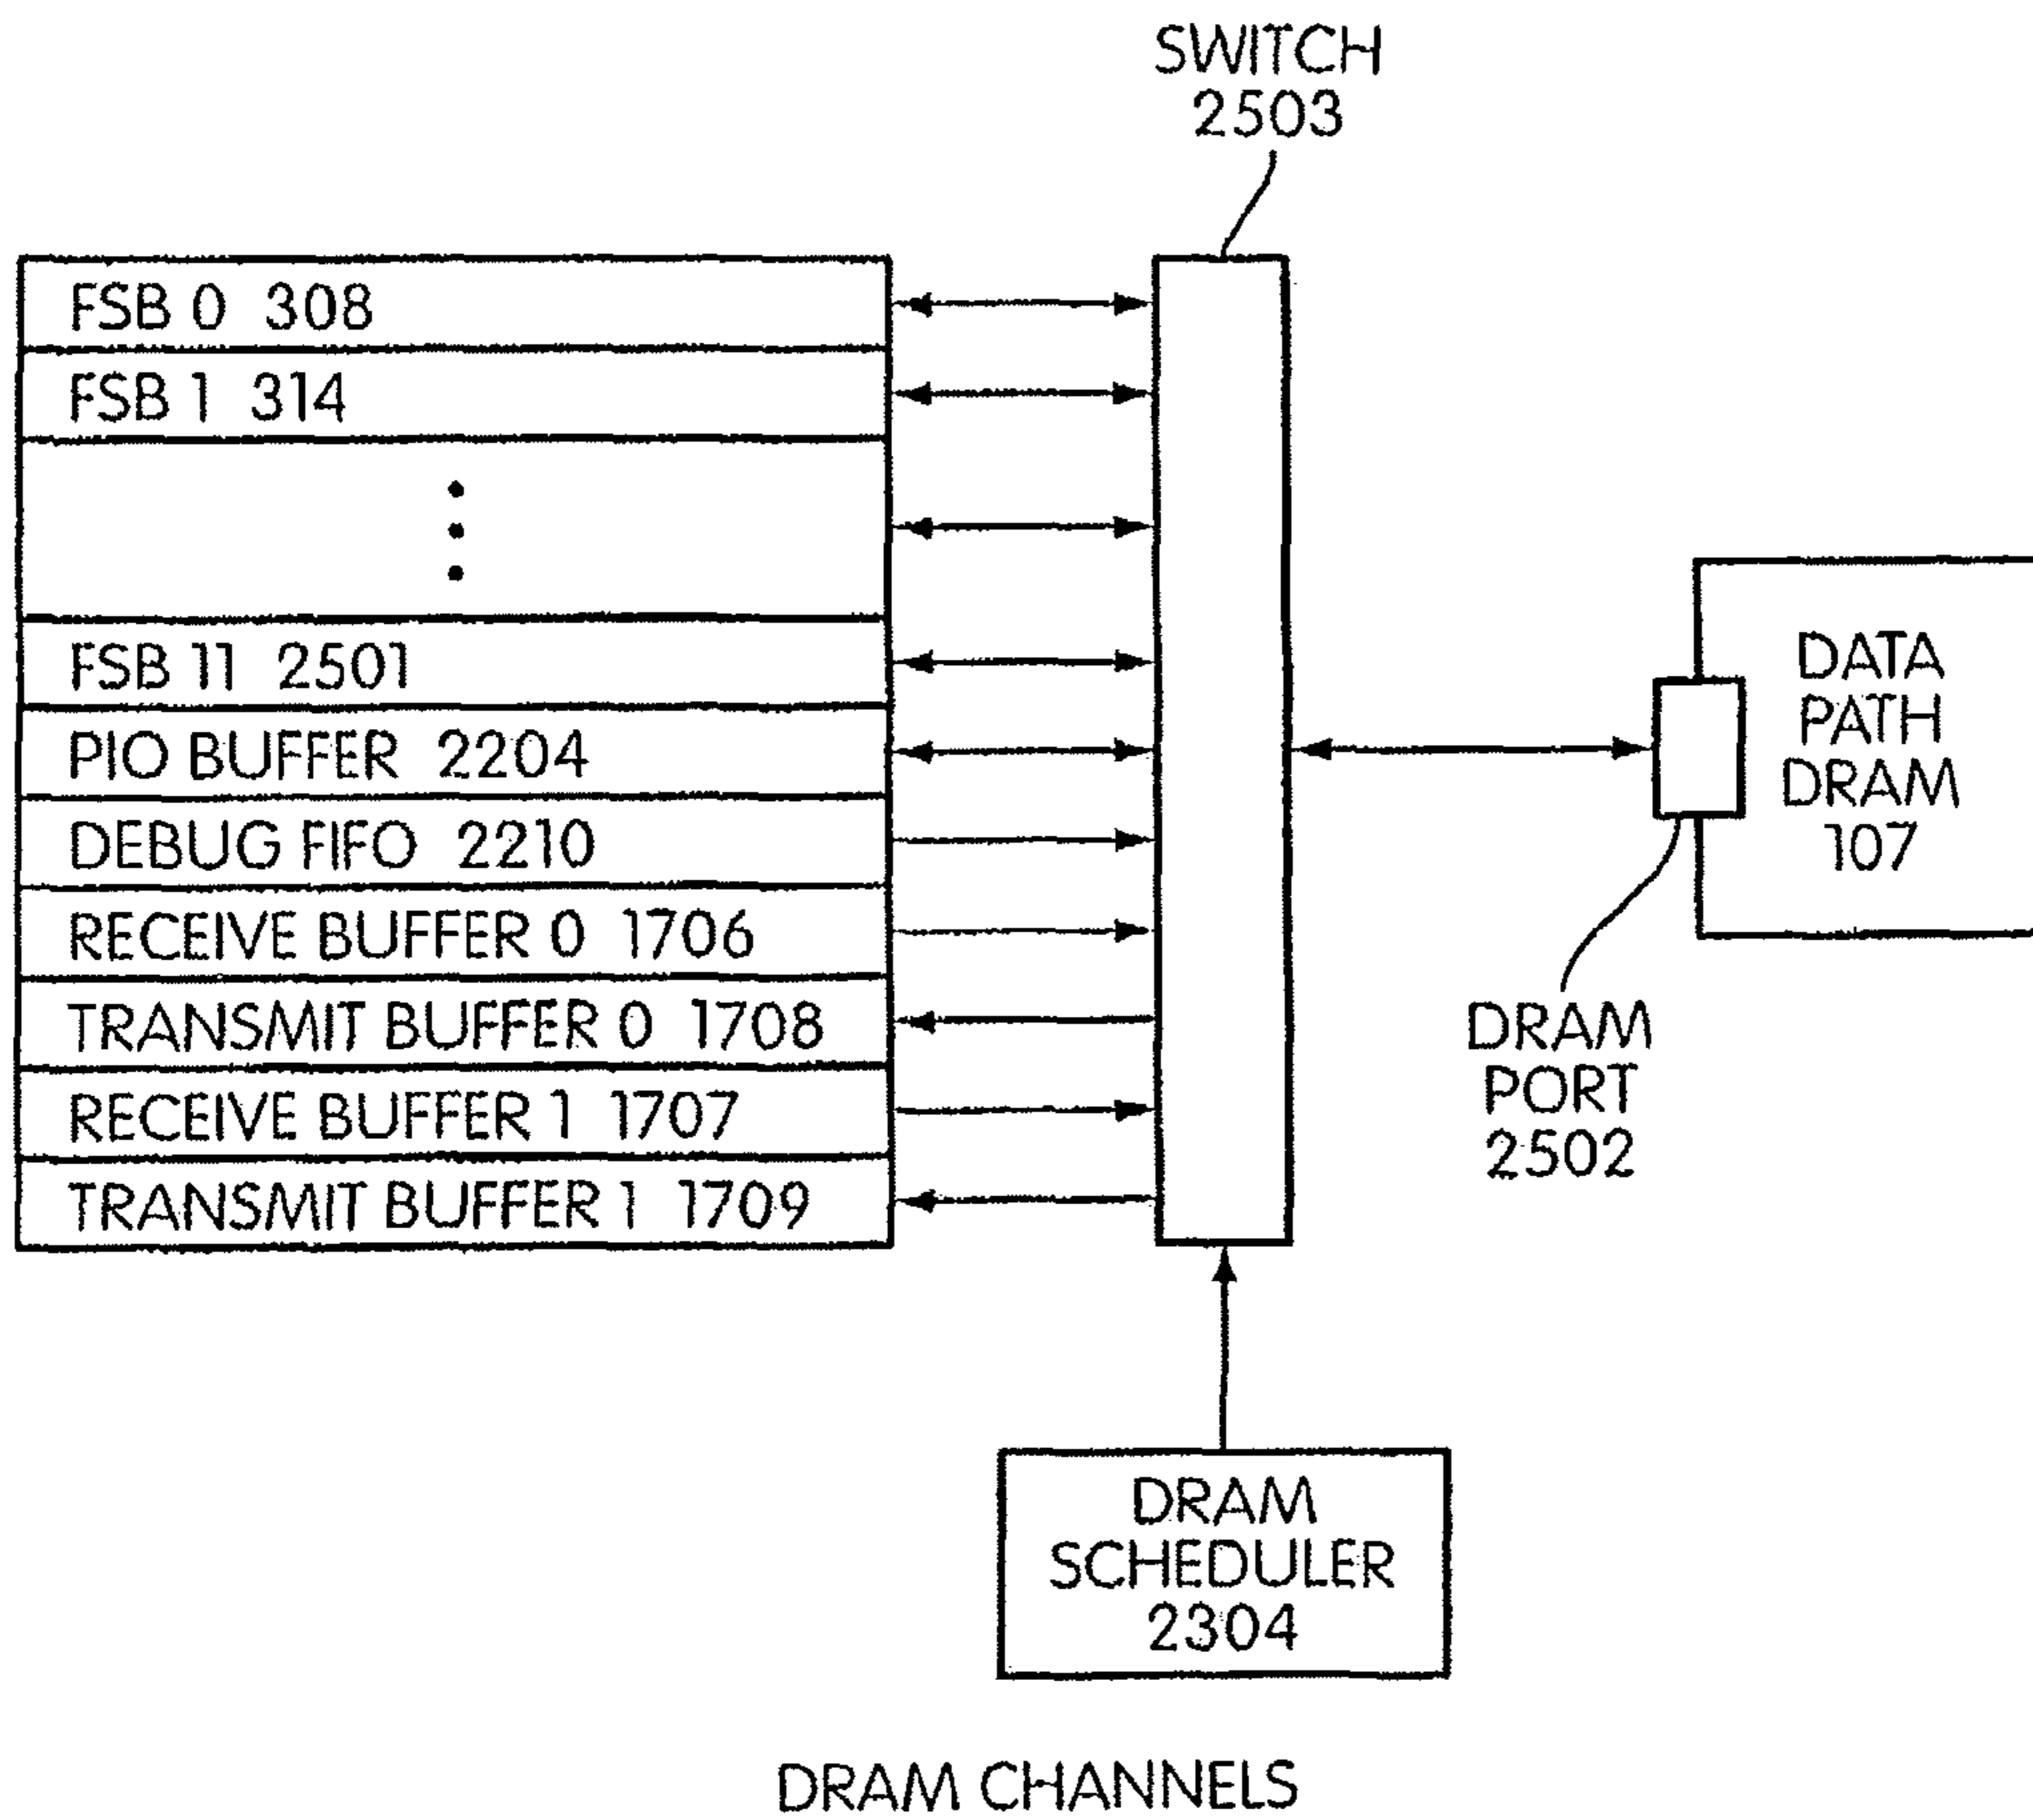 SWITCH
2503
FSB 0 308
FSB 1 314
FSB 11 2501
PIO BUFFER 2204
DEBUG FIFO 2210
RECEIVE BUFFER 0 1706
TRANSMIT BUFFER 0 1708
RECEIVE BUFFER 1 1707
TRANSMIT BUFFER 1 1709
DATA
PATH
DRAM
107
DRAM
PORT
2502
DRAM
SCHEDULER
2304
DRAM CHANNELS